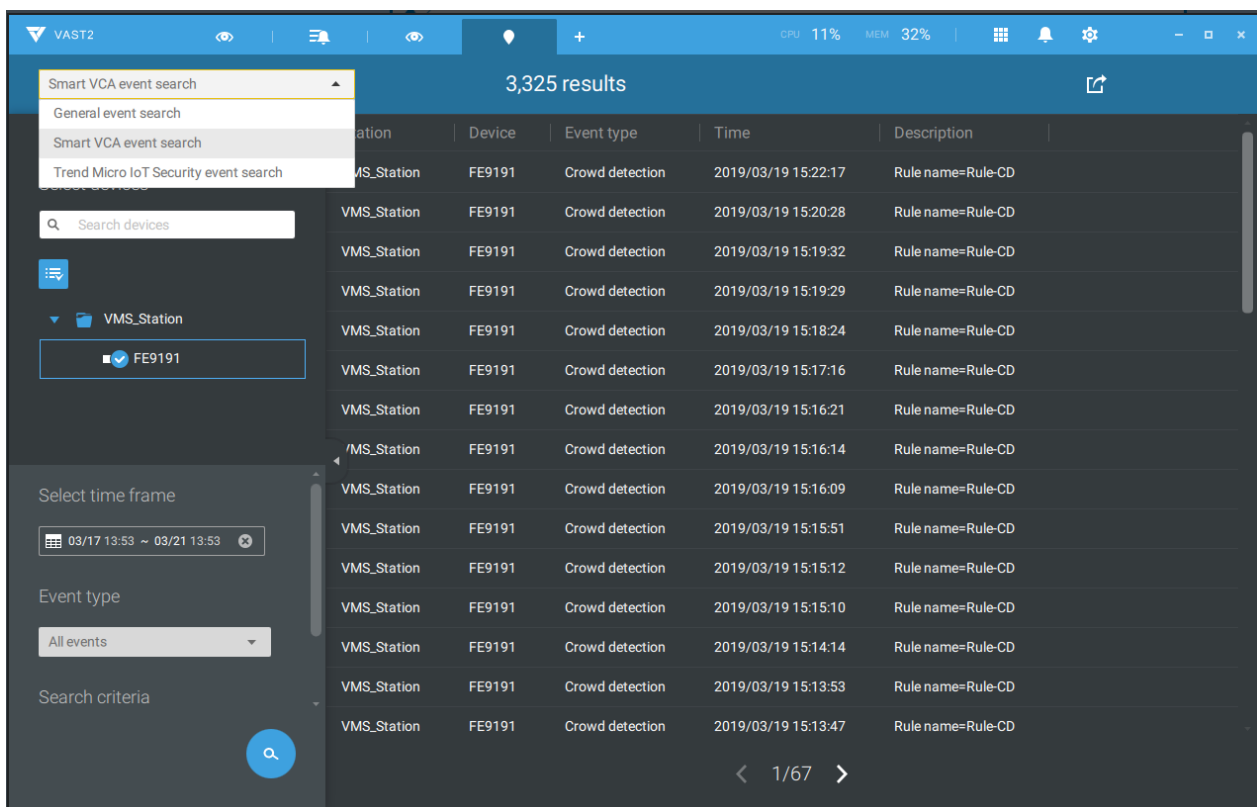 VAST2 CPU 11% MEM 32%
Smart VCA event search
3,325 results
General event search
Smart VCA event search
Trend Micro IoT Security event search
Search devices
VMS_Station
FE9191
Select time frame
03/17 13:53 ~ 03/21 13:53
Event type
All events
Search criteria
Device Event type Time Description
FE9191 Crowd detection 2019/03/19 15:22:17 Rule name=Rule-CD
VMS_Station FE9191 Crowd detection 2019/03/19 15:20:28 Rule name=Rule-CD
VMS_Station FE9191 Crowd detection 2019/03/19 15:19:32 Rule name=Rule-CD
VMS_Station FE9191 Crowd detection 2019/03/19 15:19:29 Rule name=Rule-CD
VMS_Station FE9191 Crowd detection 2019/03/19 15:18:24 Rule name=Rule-CD
VMS_Station FE9191 Crowd detection 2019/03/19 15:17:16 Rule name=Rule-CD
VMS_Station FE9191 Crowd detection 2019/03/19 15:16:21 Rule name=Rule-CD
VMS_Station FE9191 Crowd detection 2019/03/19 15:16:14 Rule name=Rule-CD
VMS_Station FE9191 Crowd detection 2019/03/19 15:16:09 Rule name=Rule-CD
VMS_Station FE9191 Crowd detection 2019/03/19 15:15:51 Rule name=Rule-CD
VMS_Station FE9191 Crowd detection 2019/03/19 15:15:12 Rule name=Rule-CD
VMS_Station FE9191 Crowd detection 2019/03/19 15:15:10 Rule name=Rule-CD
VMS_Station FE9191 Crowd detection 2019/03/19 15:14:14 Rule name=Rule-CD
VMS_Station FE9191 Crowd detection 2019/03/19 15:13:53 Rule name=Rule-CD
VMS_Station FE9191 Crowd detection 2019/03/19 15:13:47 Rule name=Rule-CD
1/67